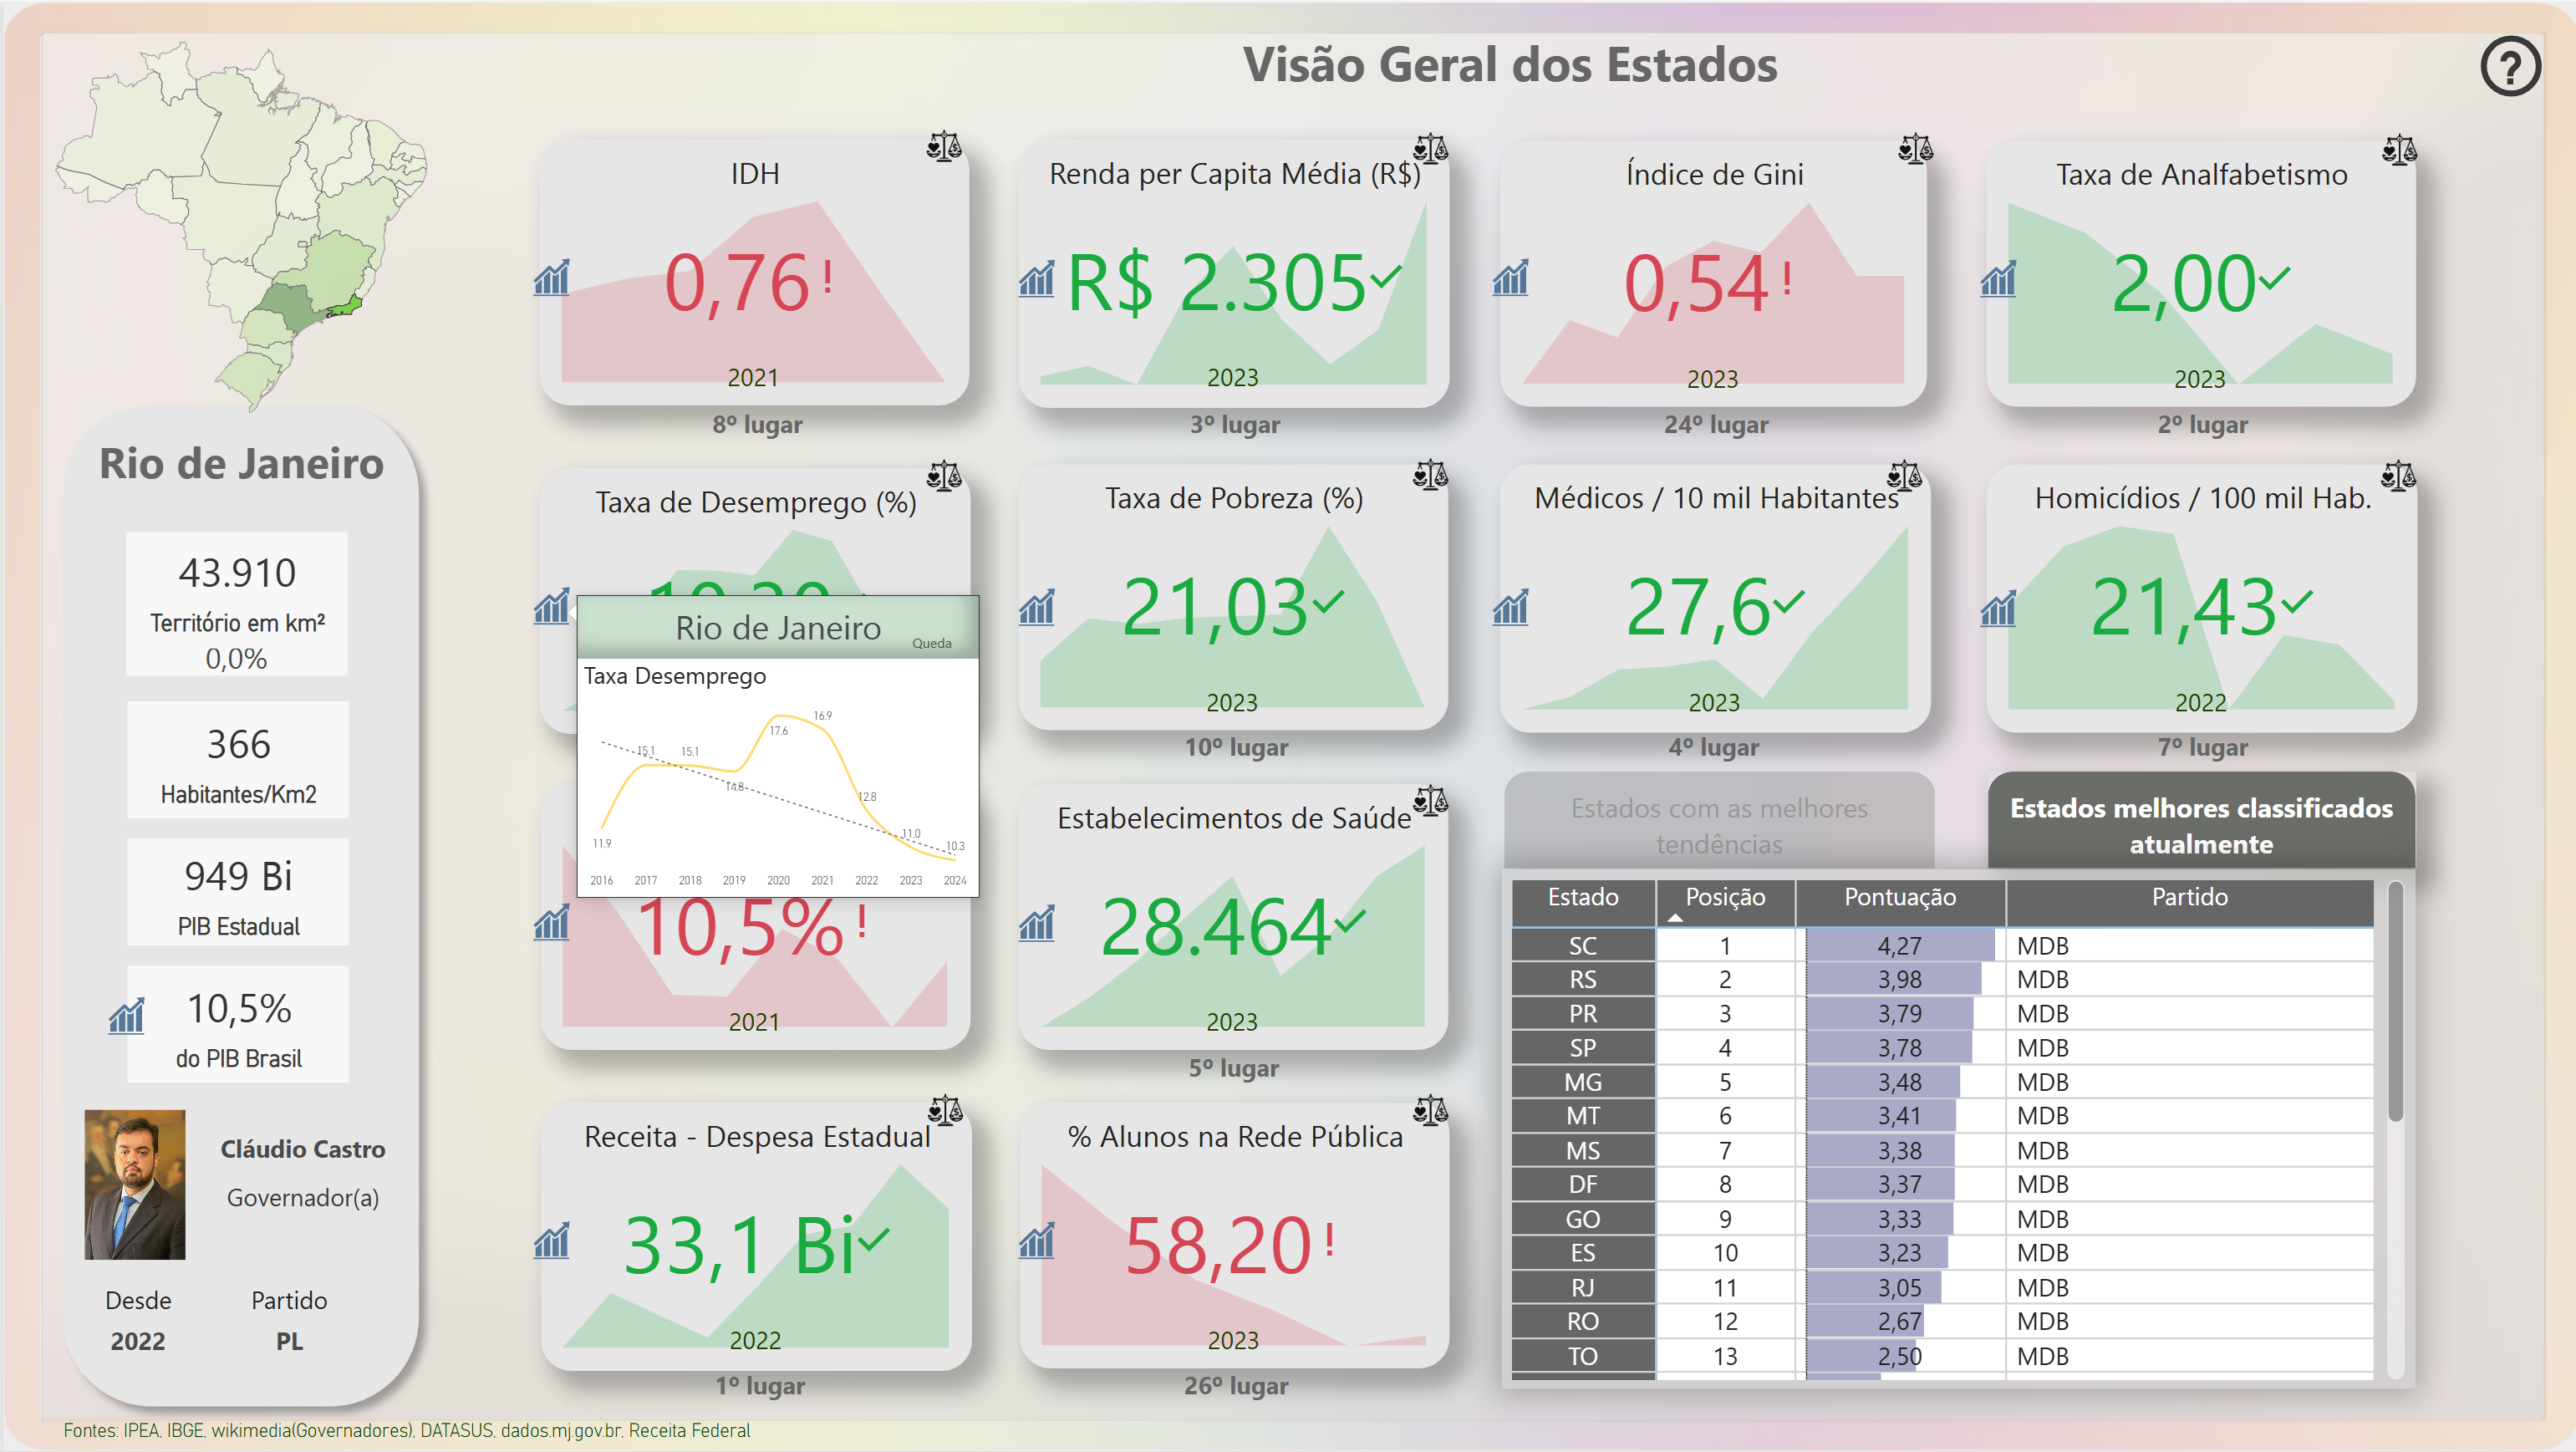 Visão Geral dos Estados
?
Rio de Janeiro
43.910
Território em km²
0,0%
366
Habitantes/Km2
949 Bi
PIB Estadual
10,5%
do PIB Brasil
Cláudio Castro
Governador(a)
Desde
Partido
2022
PL
IDH
0,76 !
2021
8º lugar
Renda per Capita Média (R$)
R$ 2.305
2023
3º lugar
Índice de Gini
0,54 !
2023
24º lugar
Taxa de Analfabetismo
2,00
2023
2º lugar
Taxa de Desemprego (%)
Rio de Janeiro
Queda
Taxa Desemprego
11.9
15.1
15.1
14.8
17.6
16.9
12.8
11.0
10.3
2016 2017 2018 2019 2020 2021 2022 2023 2024
Taxa de Pobreza (%)
21,03
2023
10º lugar
Médicos / 10 mil Habitantes
27,6
2023
4º lugar
Homicídios / 100 mil Hab.
21,43
2022
7º lugar
10,5% !
2021
Estabelecimentos de Saúde
28.464
2023
5º lugar
Receita - Despesa Estadual
33,1 Bi
2022
1º lugar
% Alunos na Rede Pública
58,20 !
2023
26º lugar
Estados com as melhores
tendências
Estados melhores classificados
atualmente
Estado Posição Pontuação Partido
SC 1 4,27 MDB
RS 2 3,98 MDB
PR 3 3,79 MDB
SP 4 3,78 MDB
MG 5 3,48 MDB
MT 6 3,41 MDB
MS 7 3,38 MDB
DF 8 3,37 MDB
GO 9 3,33 MDB
ES 10 3,23 MDB
RJ 11 3,05 MDB
RO 12 2,67 MDB
TO 13 2,50 MDB
Fontes: IPEA, IBGE, wikimedia(Governadores), DATASUS, dados.mj.gov.br, Receita Federal